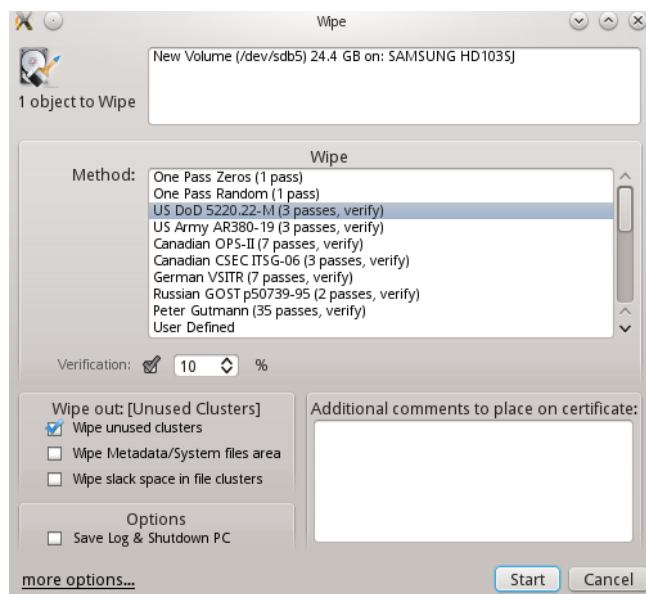 Wipe
New Volume (/dev/sdb5) 24.4 GB on: SAMSUNG HD103SJ
1 object to Wipe
Wipe
Method:
One Pass Zeros (1 pass)
One Pass Random (1 pass)
US DoD 5220.22-M (3 passes, verify)
US Army AR380-19 (3 passes, verify)
Canadian OPS-II (7 passes, verify)
Canadian CSEC ITSG-06 (3 passes, verify)
German VSITR (7 passes, verify)
Russian GOST p50739-95 (2 passes, verify)
Peter Gutmann (35 passes, verify)
User Defined
Verification: 10 %
Wipe out: [Unused Clusters]
Wipe unused clusters
Wipe Metadata/System files area
Wipe slack space in file clusters
Options
Save Log & Shutdown PC
Additional comments to place on certificate:
more options...
Start
Cancel